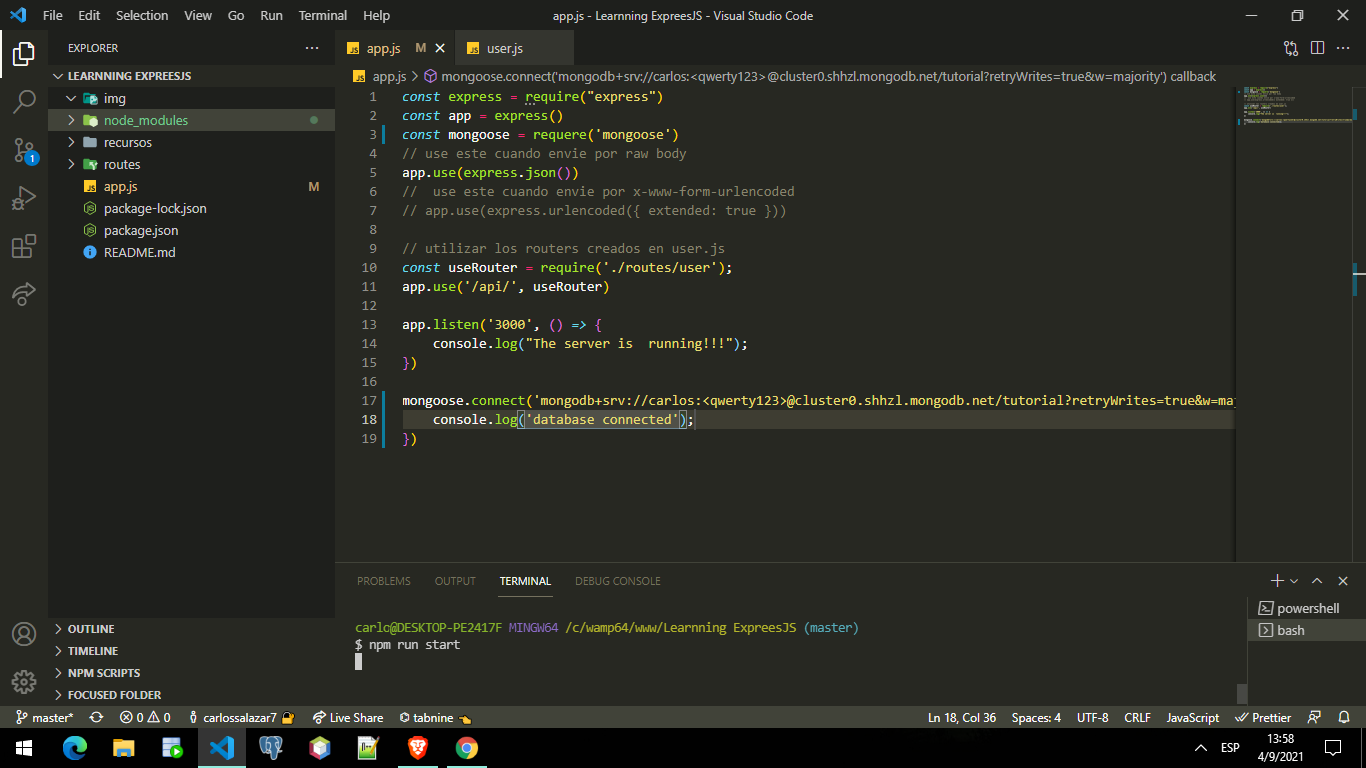 File Edit Selection View Go Run Terminal Help
app.js - Learnning ExpreesJS - Visual Studio Code
EXPLORER
LEARNNING EXPREESJS
img
node_modules
recursos
routes
app.js M
package-lock.json
package.json
README.md
OUTLINE
TIMELINE
NPM SCRIPTS
FOCUSED FOLDER
1
JS app.js M
JS user.js
JS app.js > mongoose.connect('mongodb+srv://carlos:<qwerty123>@cluster0.shhzl.mongodb.net/tutorial?retryWrites=true&w=majority') callback
1 const express = require("express")
2 const app = express()
3 const mongoose = requere('mongoose')
4 // use este cuando envie por raw body
5 app.use(express.json())
6 //  use este cuando envie por x-www-form-urlencoded
7 // app.use(express.urlencoded({ extended: true }))
8
9 // utilizar los routers creados en user.js
10 const useRouter = require('./routes/user');
11 app.use('/api/', useRouter)
12
13 app.listen('3000', () => {
14     console.log("The server is  running!!!");
15 })
16
17 mongoose.connect('mongodb+srv://carlos:<qwerty123>@cluster0.shhzl.mongodb.net/tutorial?retryWrites=true&w=maj
18     console.log('database connected');
19 })
PROBLEMS OUTPUT TERMINAL DEBUG CONSOLE
carlo@DESKTOP-PE2417F MINGW64 /c/wamp64/www/Learnning ExpreesJS (master)
$ npm run start
powershell
bash
master* 0 0 carlossalazar7 Live Share tabnine
Ln 18, Col 36 Spaces: 4 UTF-8 CRLF JavaScript Prettier
ESP
13:58
4/9/2021